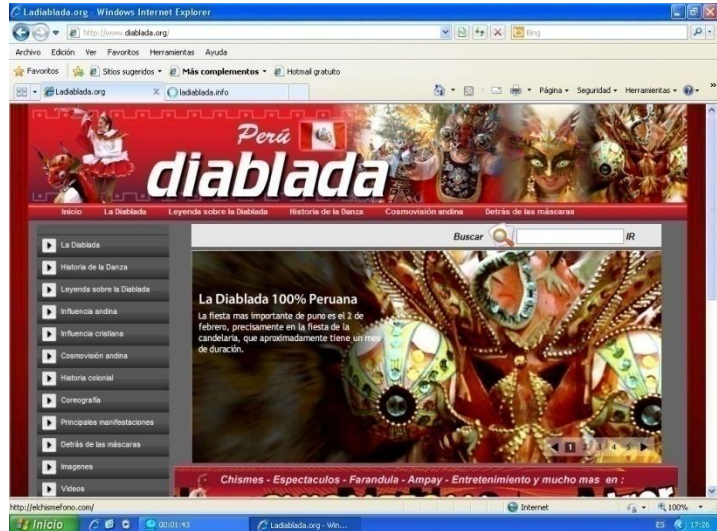 Ladiablada.org - Windows Internet Explorer
http://www.diablada.org/
Bing
Archivo Edición Ver Favoritos Herramientas Ayuda
Favoritos Sitios sugeridos Más complementos Hotmail gratuito
Ladiablada.org ladiablada.info Página Seguridad Herramientas
Perú
diablada
Inicio La Diablada Leyenda sobre la Diablada Historia de la Danza Cosmovisión andina Detrás de las máscaras
Buscar IR
La Diablada
Historia de la Danza
Leyenda sobre la Diablada
Influencia andina
Influencia cristiana
Cosmovisión andina
Historia colonial
Coreografía
Principales manifestaciones
Detrás de las máscaras
Imagenes
Videos
La Diablada 100% Peruana
La fiesta mas importante de puno es el 2 de
febrero, precisamente en la fiesta de la
candelaria, que aproximadamente tiene un mes
de duración.
1 2 3 4 5
Chismes - Espectaculos - Farandula - Ampay - Entretenimiento y mucho mas en :
http://elchismefono.com/ Internet 100%
Inicio 00:01:43 Ladiablada.org - Win... ES 17:26